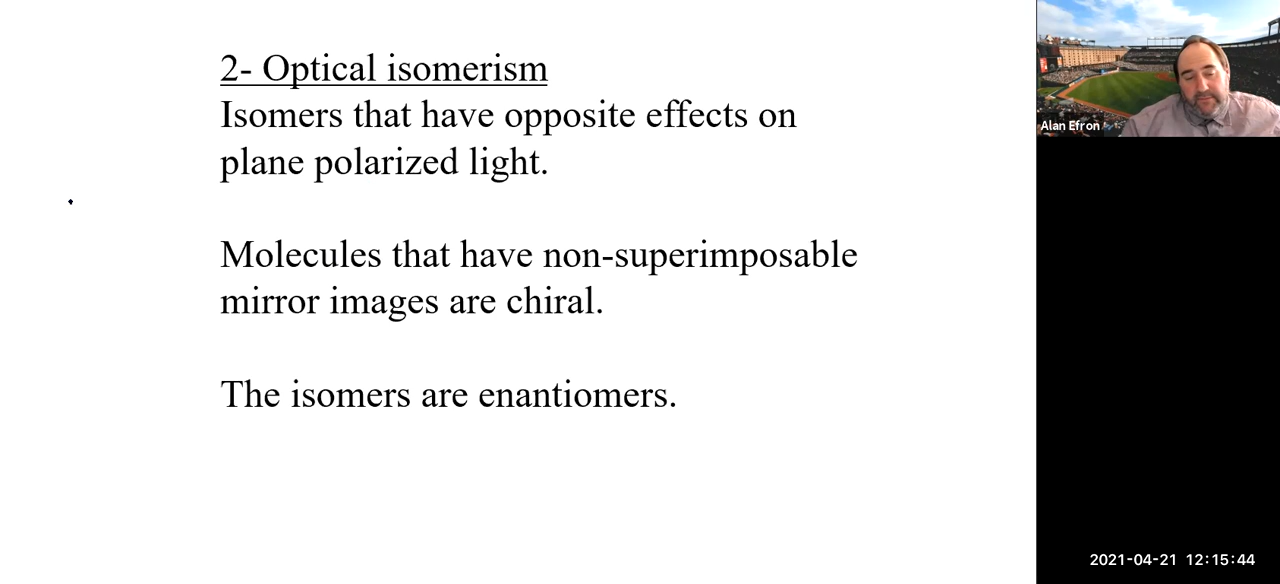 2- Optical isomerism
Isomers that have opposite effects on
plane polarized light.
Molecules that have non-superimposable
mirror images are chiral.
The isomers are enantiomers.
Alan Efron
2021-04-21 12:15:44